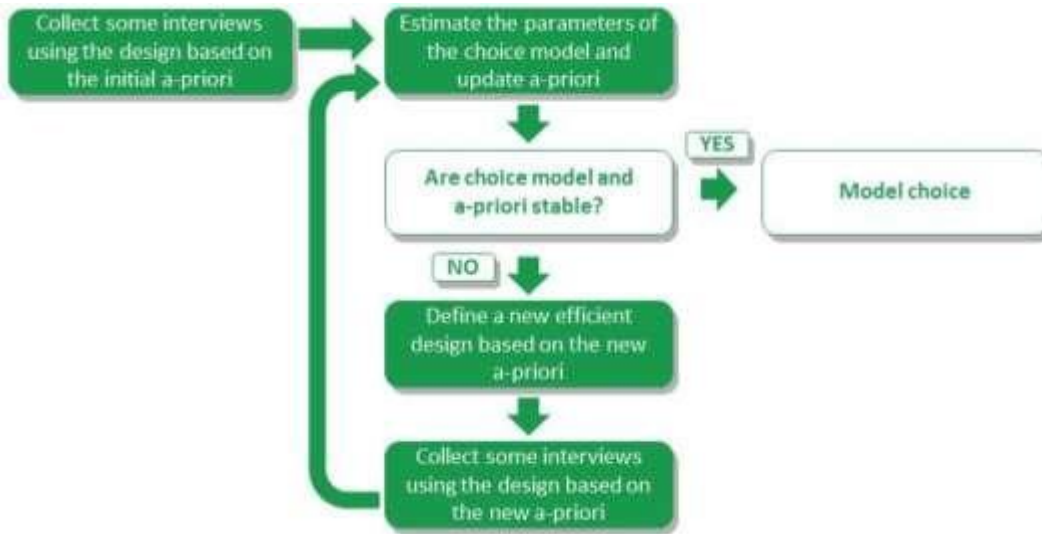 Collect some interviews
using the design based on
the initial a-priori
Estimate the parameters
of the choice model and
update a-priori
Are choice model and
a-priori stable?
YES
Model choice
NO
Define a new efficient
design based on the new
a-priori
Collect some interviews
using the design based on
the new a-priori